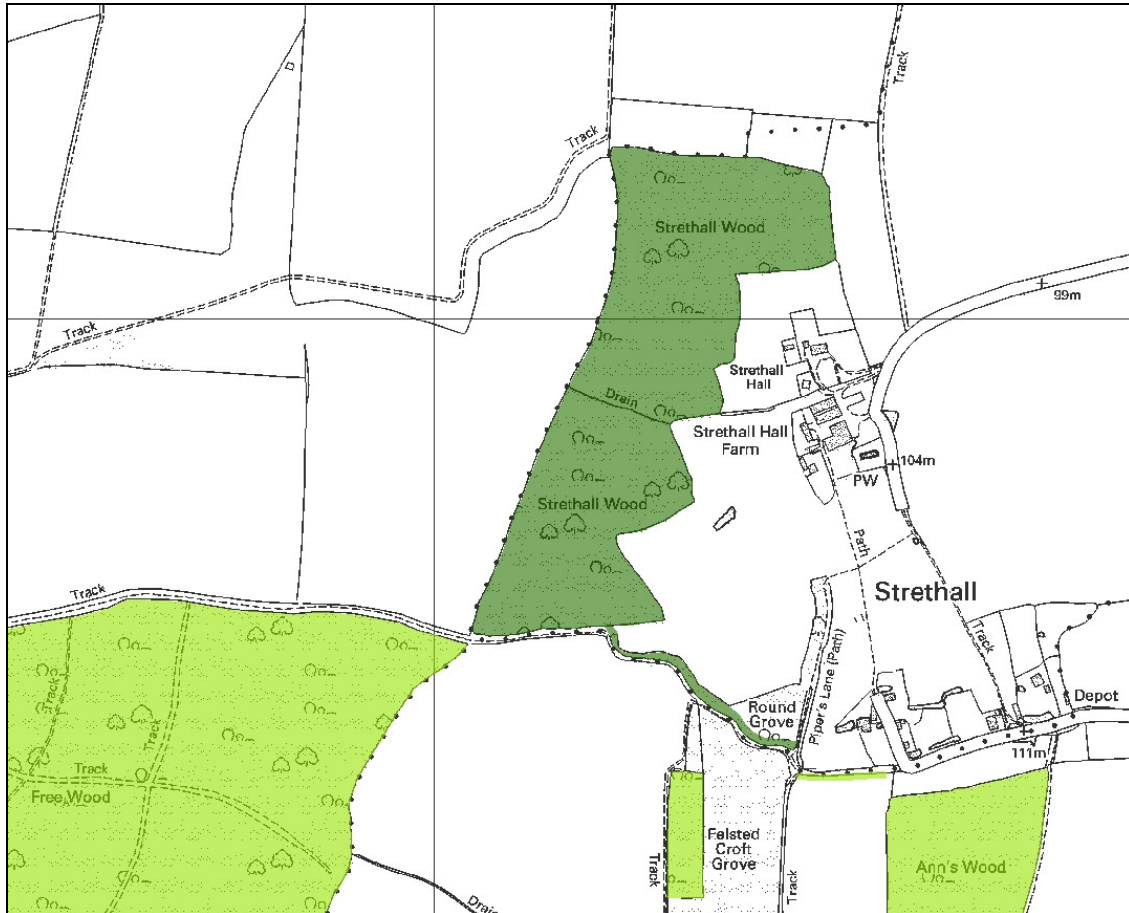 Track
Track
Strethall Wood
99m
Track
Strethall
Hall
Drain
Strethall Hall
Farm
104m
PW
Strethall Wood
Path
Track
Strethall
Track
Track
Track
Piper's Lane (Path)
Depot
Round
Grove
111m
Track
Free Wood
Felsted
Croft
Grove
Ann's Wood
Track
Track
Drain